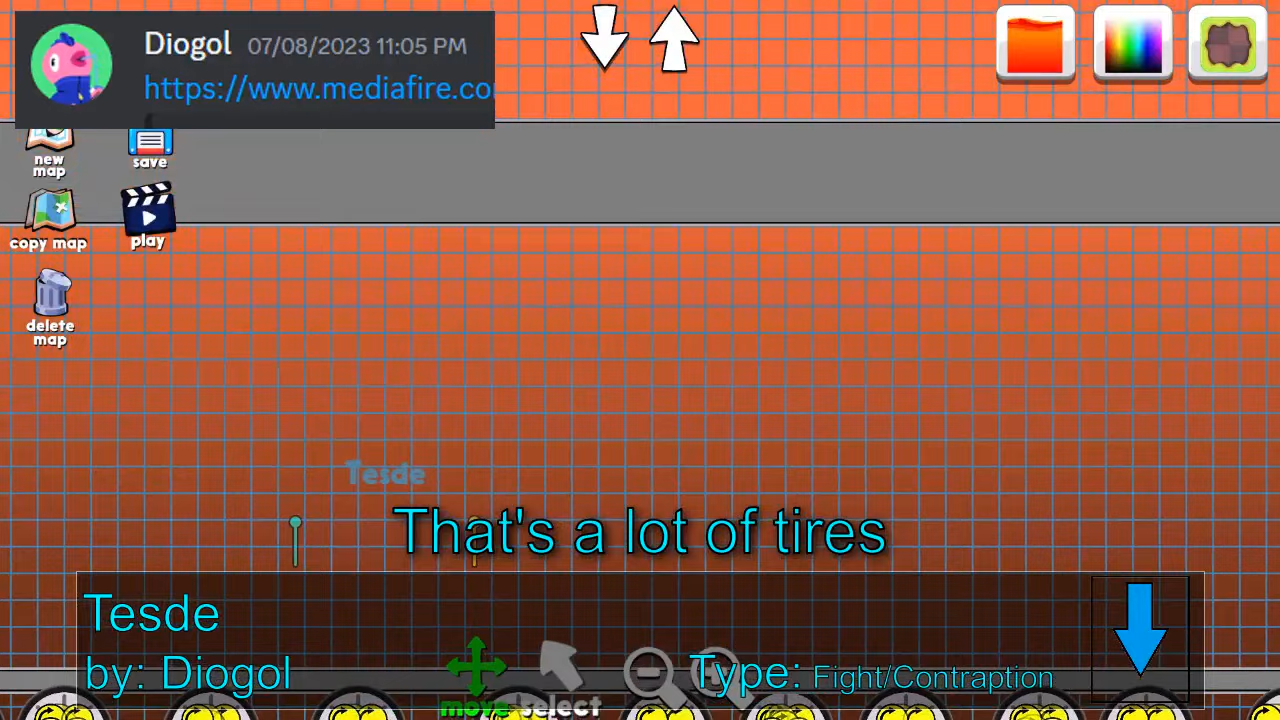 Diogol 07/08/2023 11:05 PM
https://www.mediafire.co
new
map
save
copy map
play
delete
map
Tesde
That's a lot of tires
Tesde
by: Diogol
Type: Fight/Contraption
move select